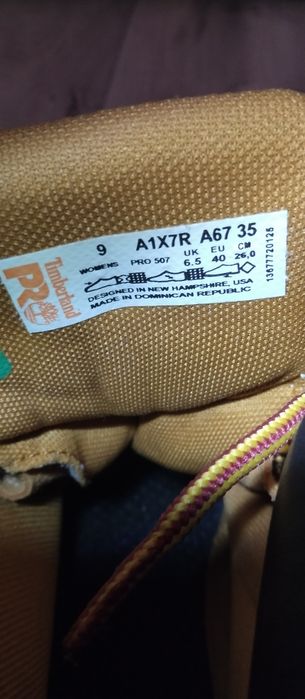 Timberland
PRO
9 A1X7R A67 35
WOMENS PRO 507 UK EU CM
6.5 40 26,0
DESIGNED IN NEW HAMPSHIRE, USA
MADE IN DOMINICAN REPUBLIC
13677720126